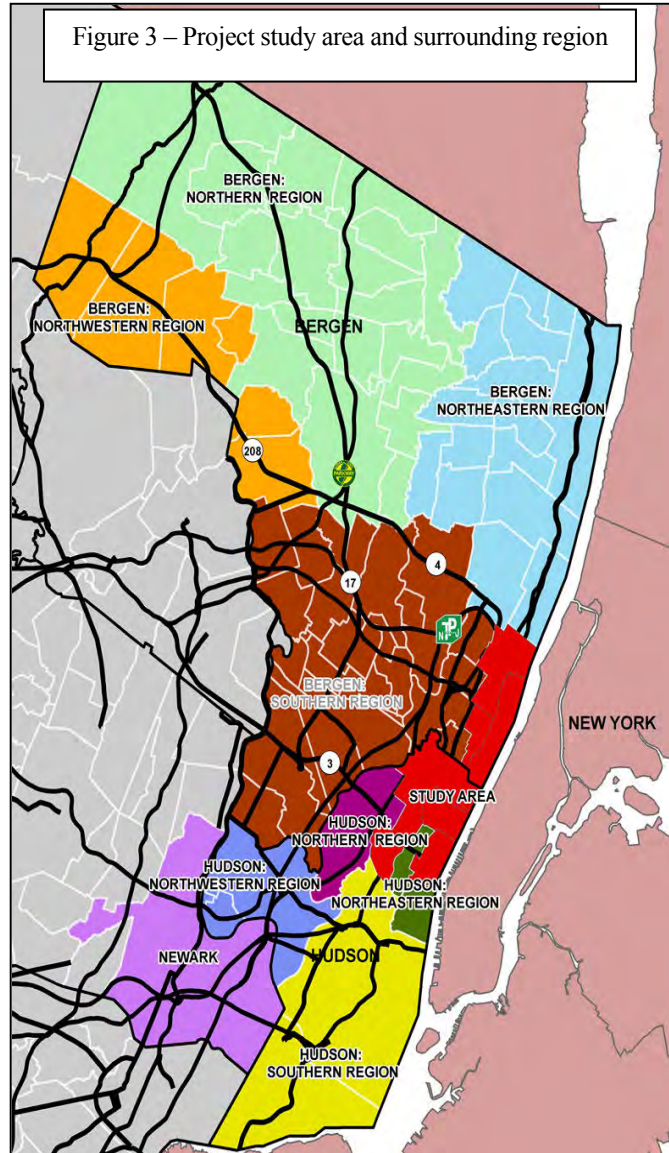 Figure 3 – Project study area and surrounding region
BERGEN:
NORTHERN REGION
BERGEN:
NORTHWESTERN REGION
BERGEN
BERGEN:
NORTHEASTERN REGION
208
PARKWAY
4
17
N TP J
BERGEN:
SOUTHERN REGION
NEW YORK
3
STUDY AREA
HUDSON:
NORTHERN REGION
HUDSON:
NORTHWESTERN REGION
HUDSON:
NORTHEASTERN REGION
NEWARK
HUDSON
HUDSON:
SOUTHERN REGION